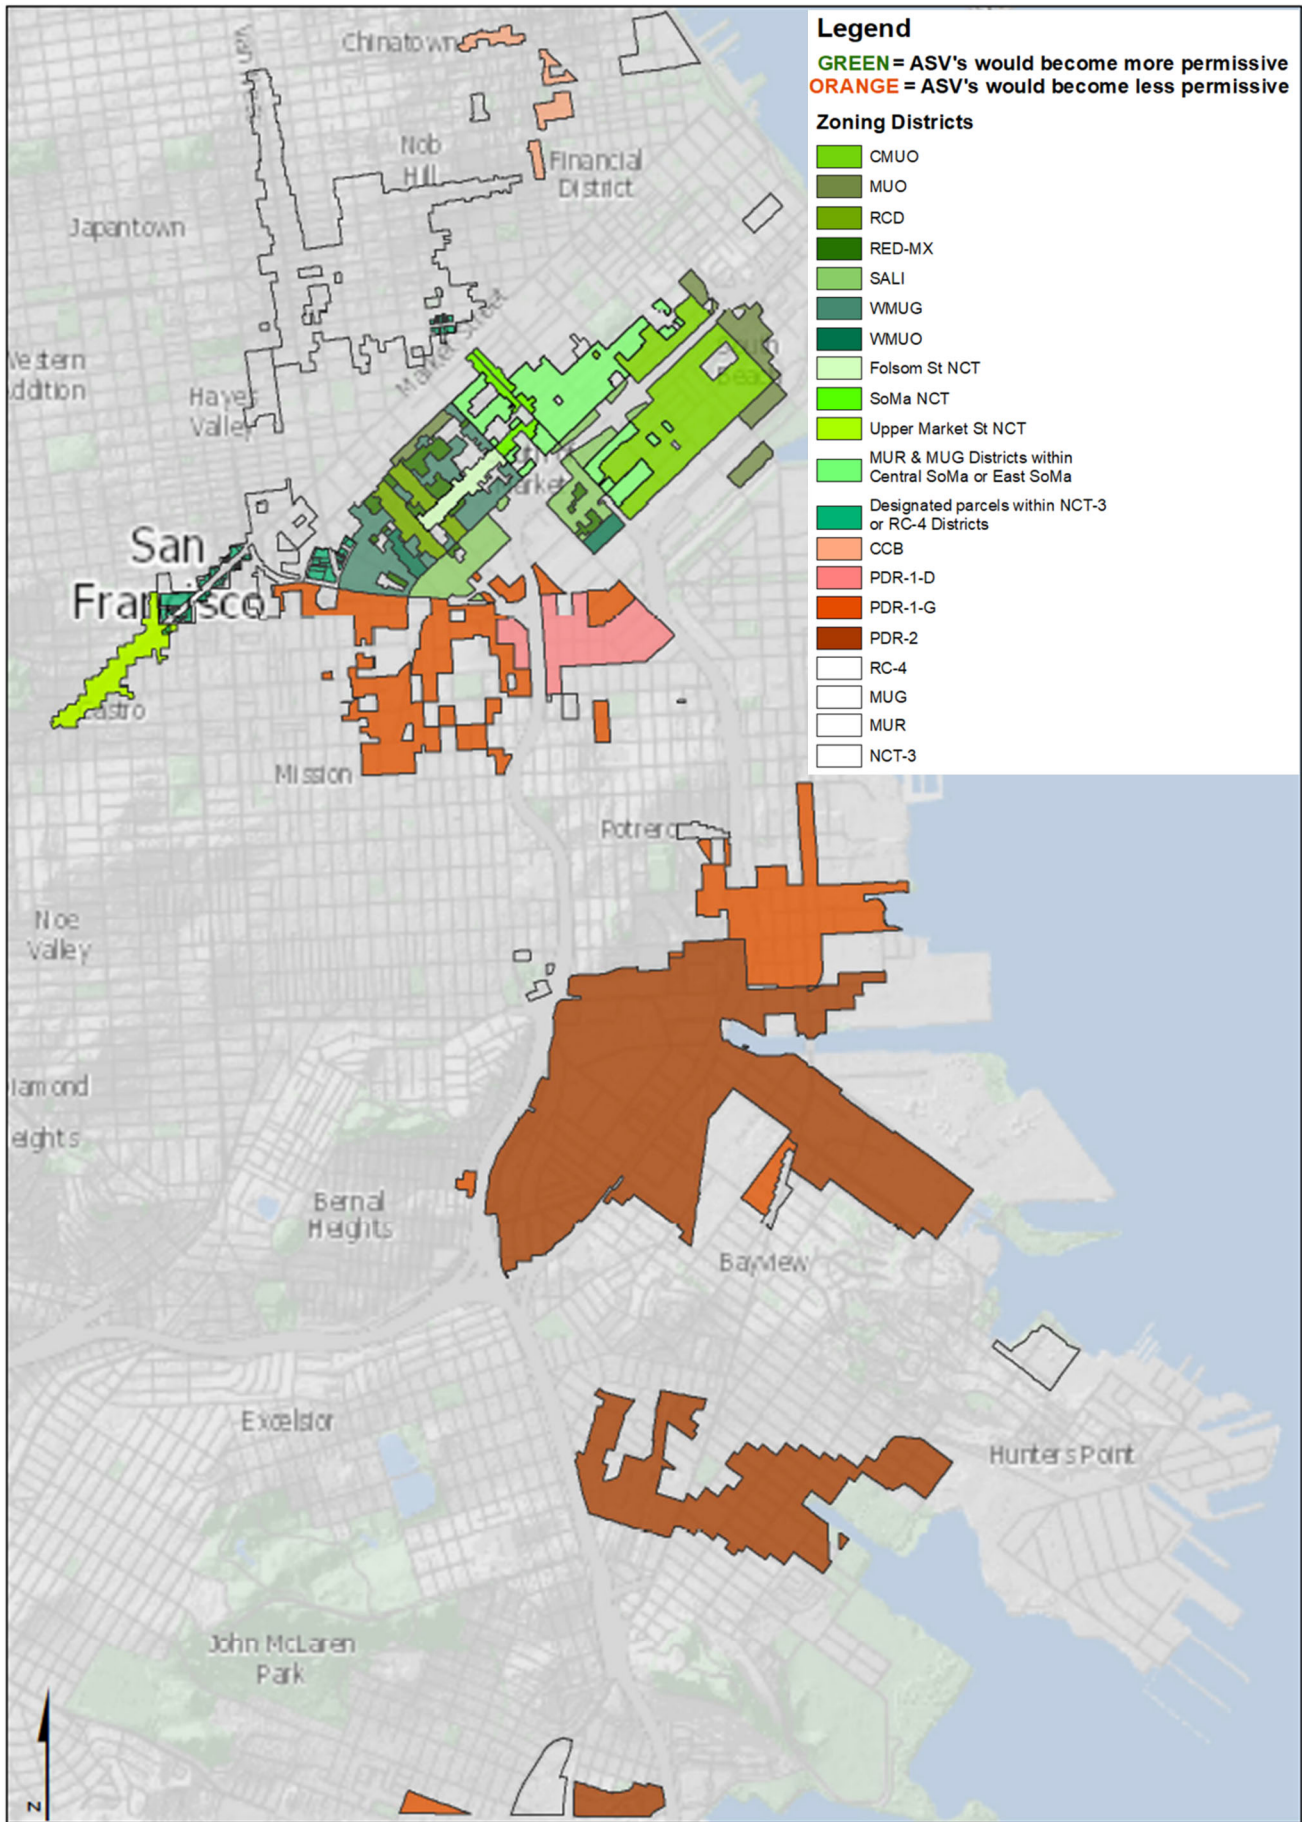 Legend
GREEN = ASV's would become more permissive
ORANGE = ASV's would become less permissive
Zoning Districts
CMUO
MUO
RCD
RED-MX
SALI
WMUG
WMUO
Folsom St NCT
SoMa NCT
Upper Market St NCT
MUR & MUG Districts within
Central SoMa or East SoMa
Designated parcels within NCT-3
or RC-4 Districts
CCB
PDR-1-D
PDR-1-G
PDR-2
RC-4
MUG
MUR
NCT-3
Van
Chinatown
Nob
Hill
Financial
District
Japantown
Market Street
Hayes
Valley
San
Francisco
Mission
Potrero
Noe
Valley
Bernal
Heights
Bayview
Excelsior
Hunters Point
John McLaren
Park
N